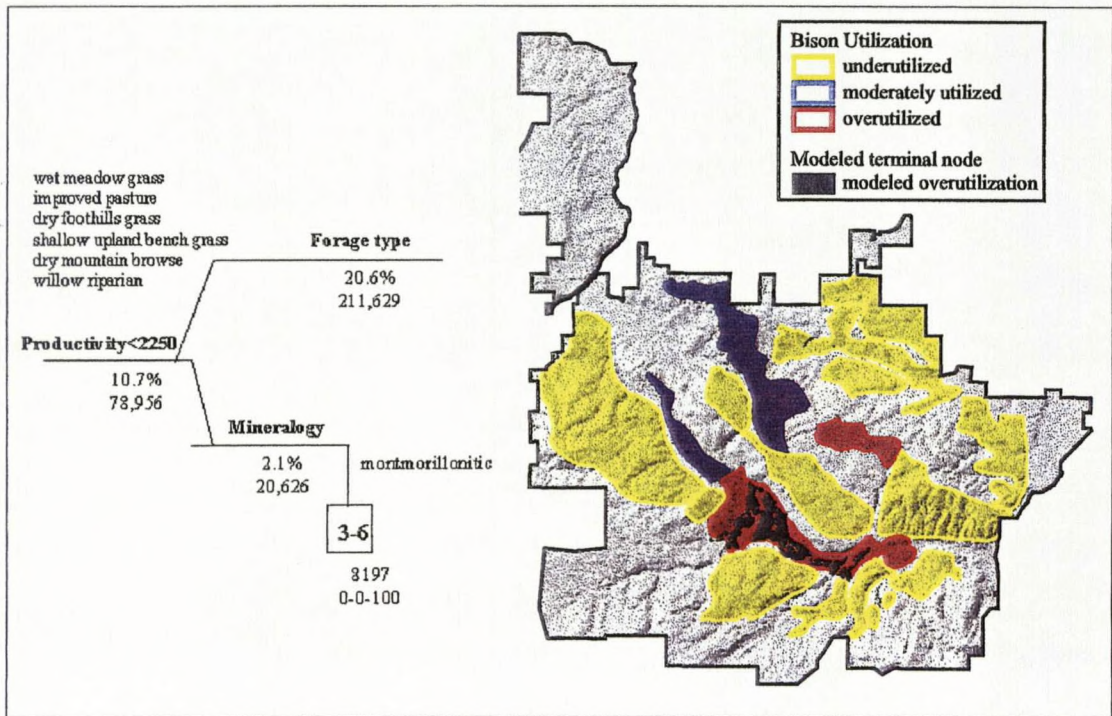 wet meadow grass
improved pasture
dry foothills grass
shallow upland bench grass
dry mountain browse
willow riparian
Forage type
20.6%
211,629
Productivity<2250
10.7%
78,956
Mineralogy
2.1%
20,626
montmorillonitic
3-6
8197
0-0-100
Bison Utilization
underutilized
moderately utilized
overutilized
Modeled terminal node
modeled overutilization